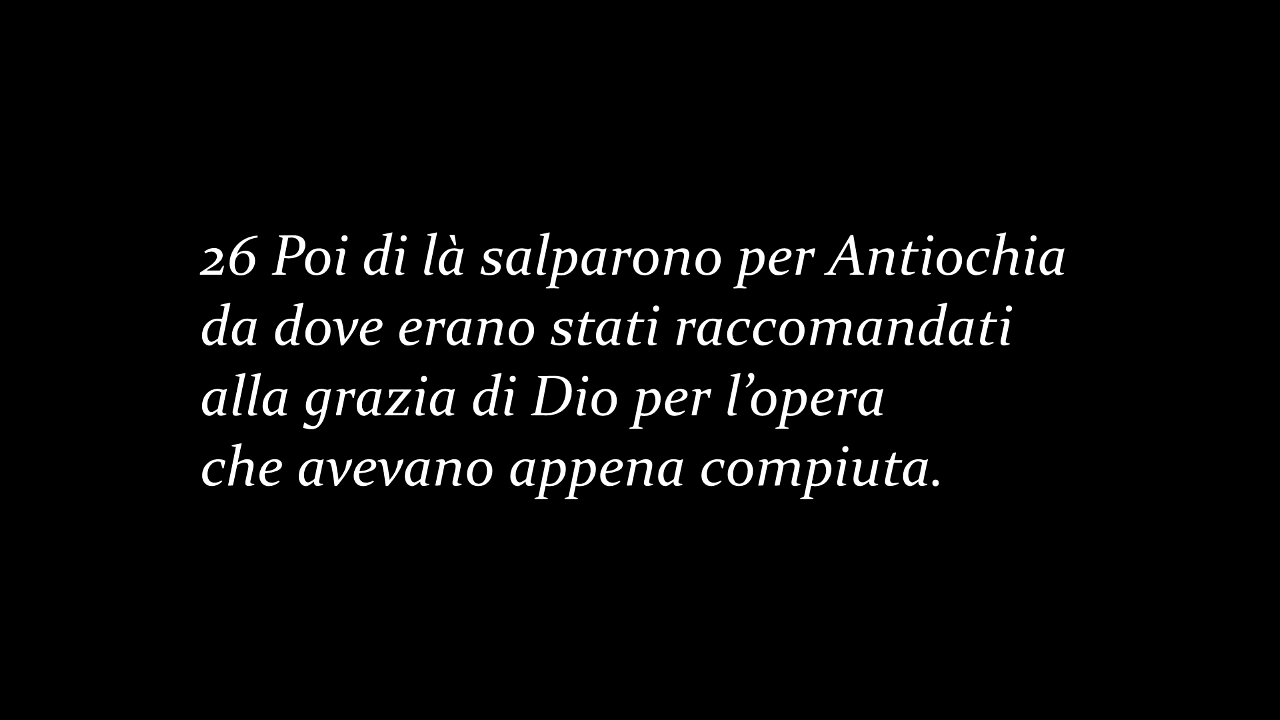 26 Poi di là salparono per Antiochia
da dove erano stati raccomandati
alla grazia di Dio per l’opera
che avevano appena compiuta.